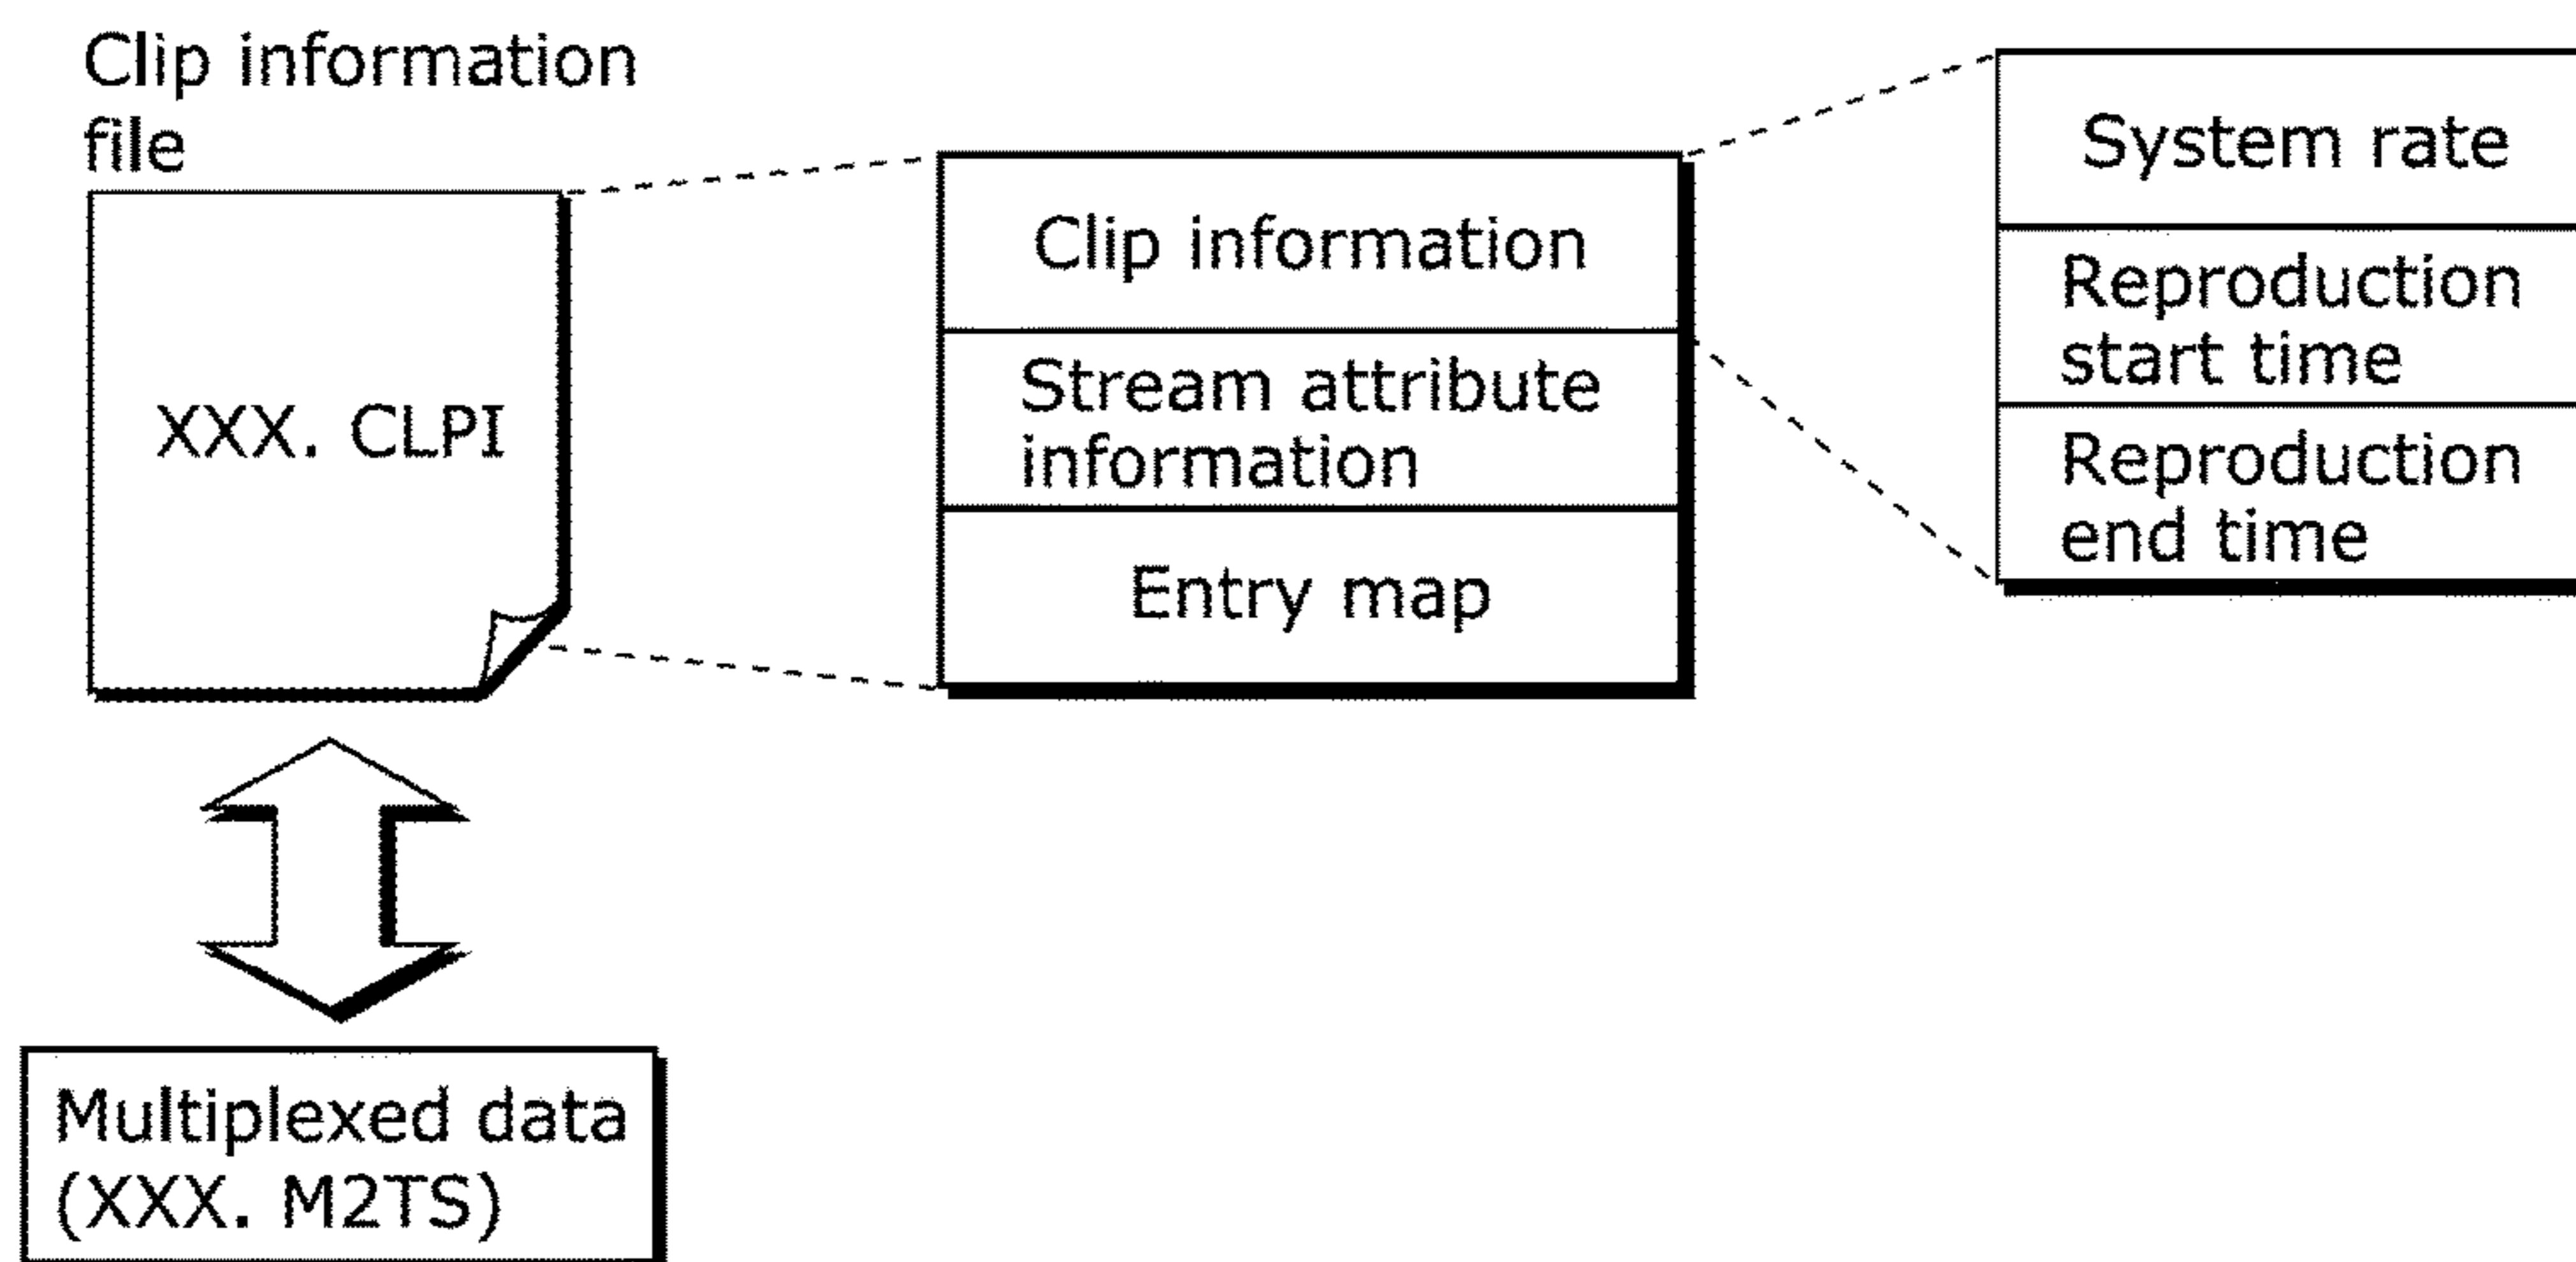 Clip information
file
XXX. CLPI
Clip information
Stream attribute
information
Entry map
System rate
Reproduction
start time
Reproduction
end time
Multiplexed data
(XXX. M2TS)